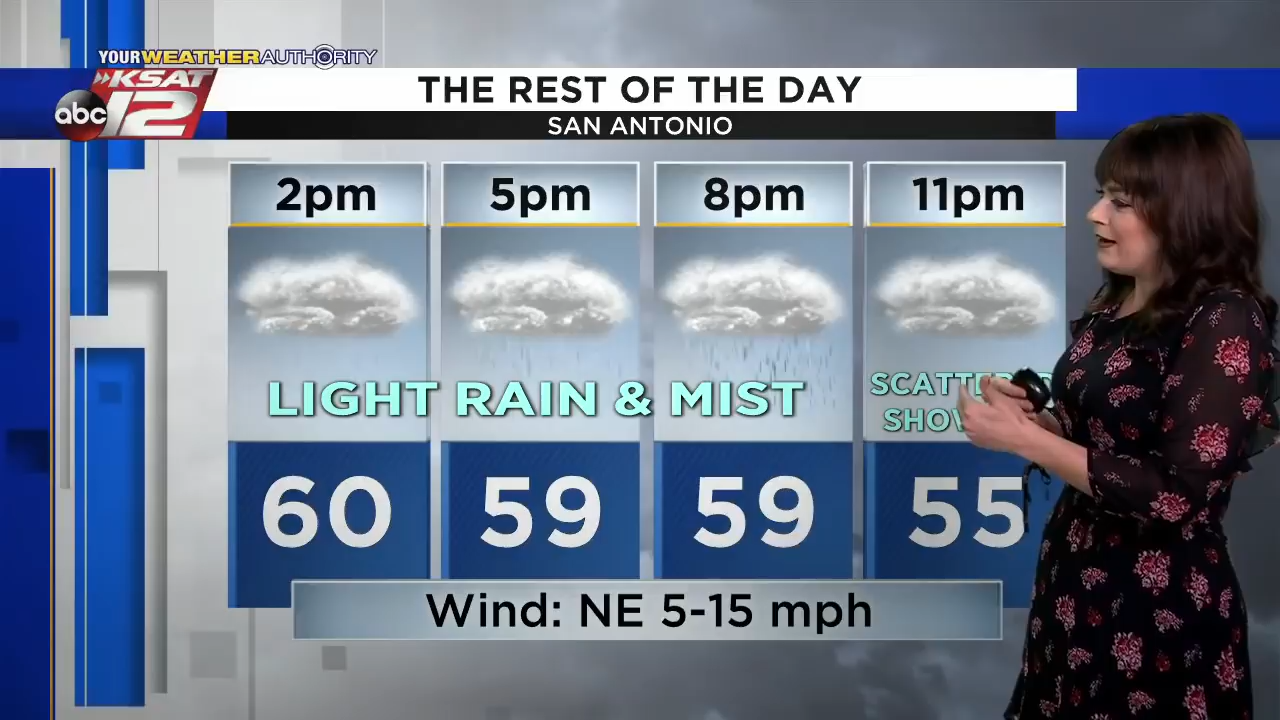 YOURWEATHERAUTHORITY
KSAT
abc 12
THE REST OF THE DAY
SAN ANTONIO
2pm 5pm 8pm 11pm
LIGHT RAIN & MIST
60 59 59 55
Wind: NE 5-15 mph